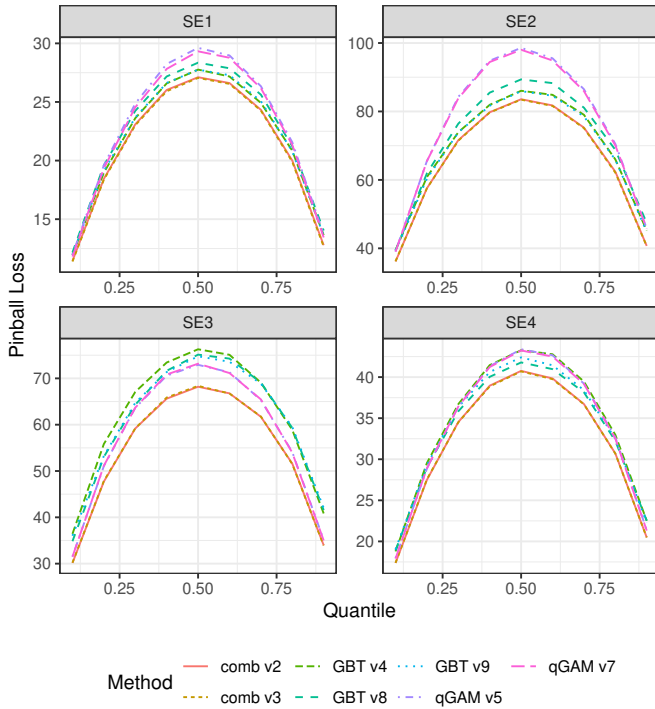 SE1
SE2
30
25
20
15
100
80
60
40
0.25 0.50 0.75
0.25 0.50 0.75
Pinball Loss
SE3
SE4
70
60
50
40
30
40
35
30
25
20
0.25 0.50 0.75
0.25 0.50 0.75
Quantile
Method
comb v2
GBT v4
GBT v9
qGAM v7
comb v3
GBT v8
qGAM v5